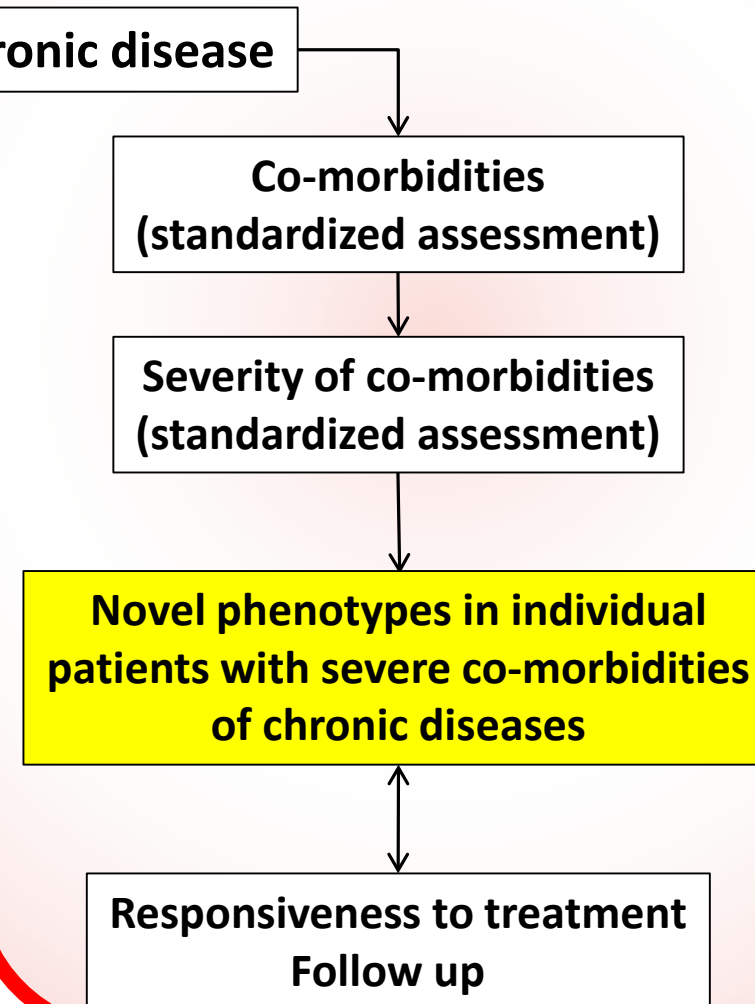 ronic disease
Co-morbidities
(standardized assessment)
Severity of co-morbidities
(standardized assessment)
Novel phenotypes in individual
patients with severe co-morbidities
of chronic diseases
Responsiveness to treatment
Follow up